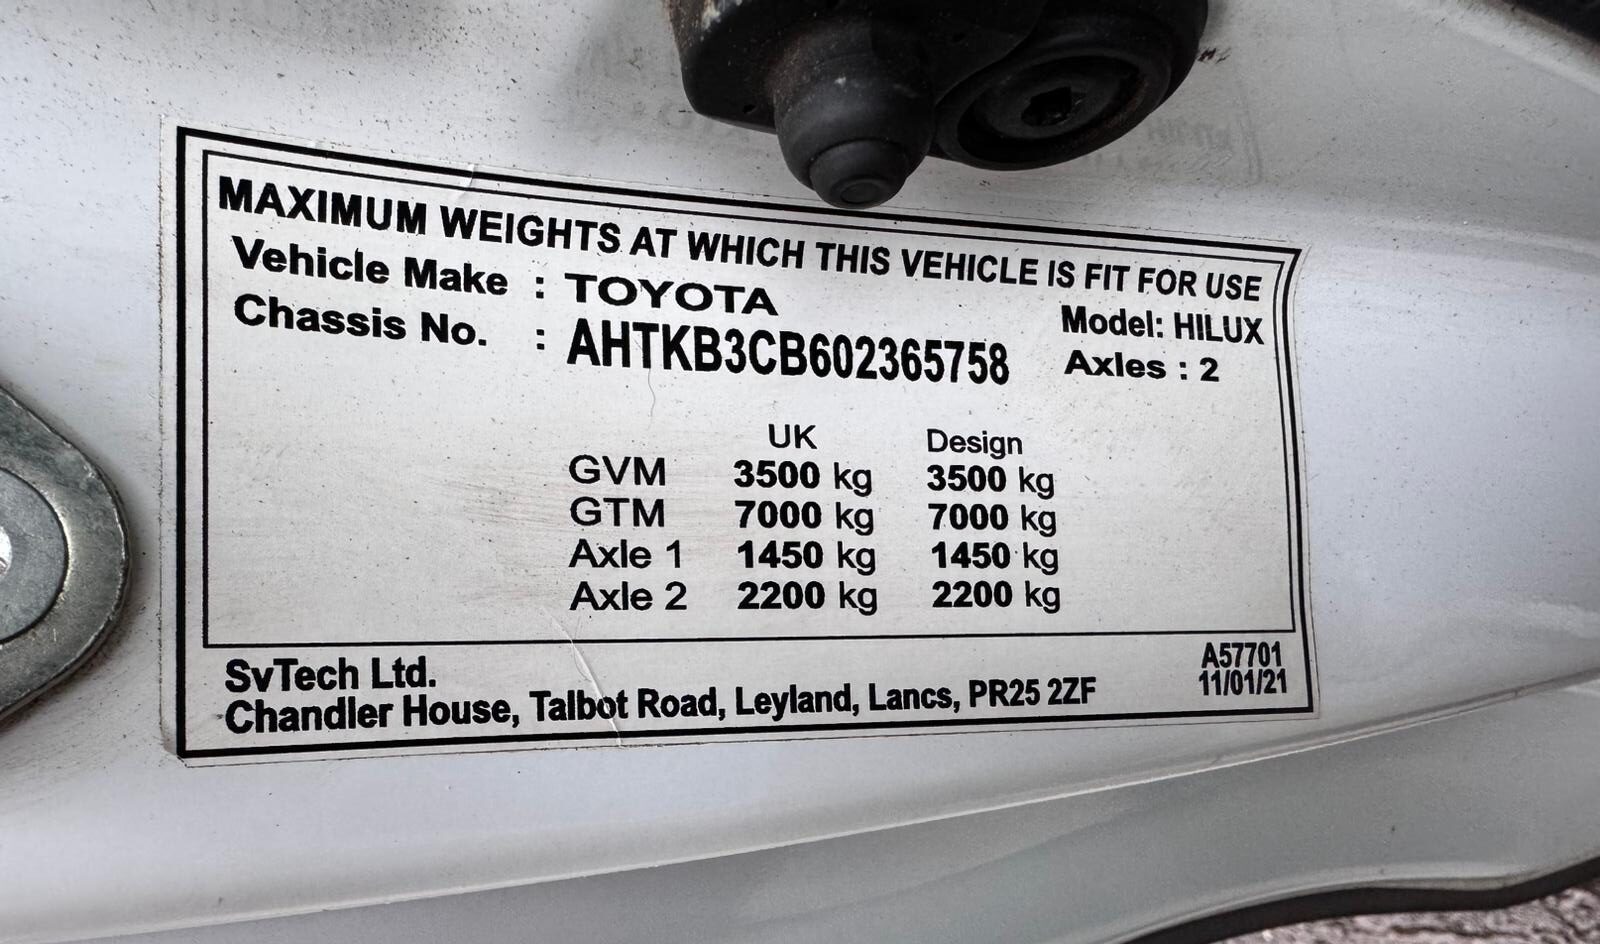 MAXIMUM WEIGHTS AT WHICH THIS VEHICLE IS FIT FOR USE
Vehicle Make : TOYOTA Model: HILUX
Chassis No. : AHTKB3CB602365758 Axles : 2
UK Design
GVM 3500 kg 3500 kg
GTM 7000 kg 7000 kg
Axle 1 1450 kg 1450 kg
Axle 2 2200 kg 2200 kg
SvTech Ltd. A57701
Chandler House, Talbot Road, Leyland, Lancs, PR25 2ZF 11/01/21